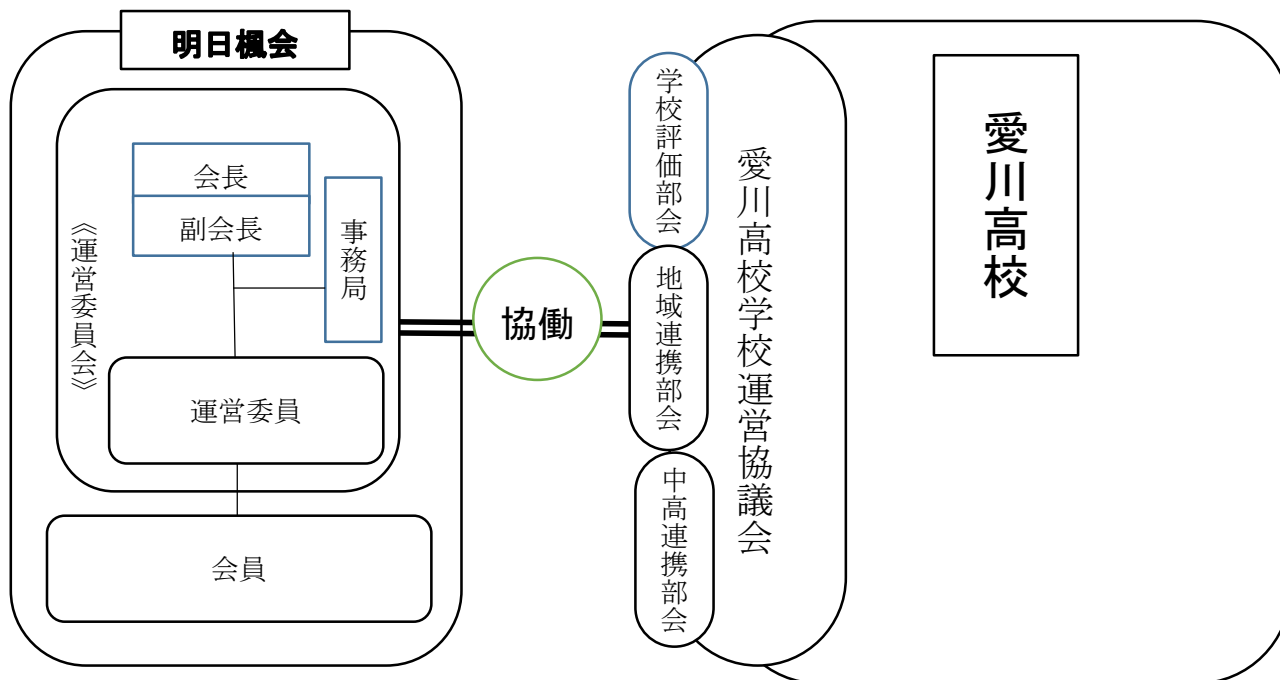 明日楓会
会長
副会長
事務局
《運営委員会》
運営委員
会員
協働
学校評価部会
地域連携部会
中高連携部会
愛川高校学校運営協議会
愛川高校